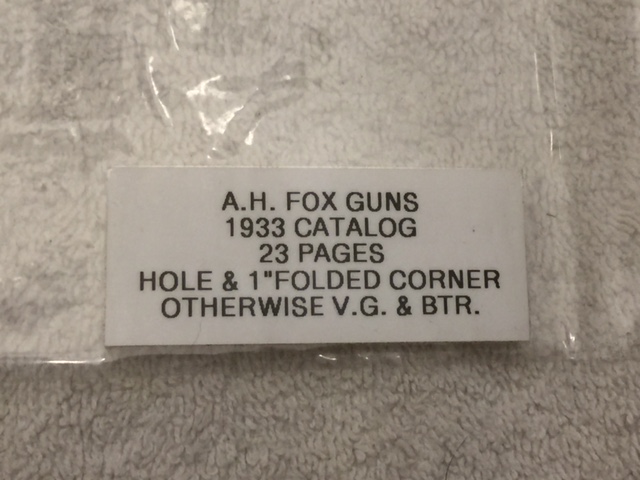 A.H. FOX GUNS
1933 CATALOG
23 PAGES
HOLE & 1"FOLDED CORNER
OTHERWISE V.G. & BTR.